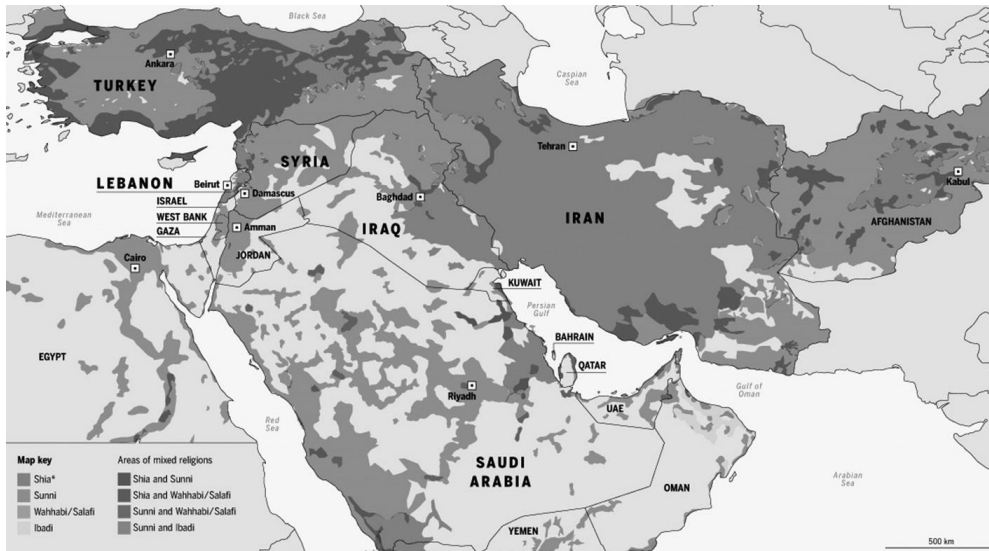 Black Sea
Ankara
TURKEY
Caspian
Sea
Tehran
SYRIA
LEBANON
Beirut
Damascus
ISRAEL
WEST BANK
GAZA
Mediterranean
Sea
Amman
JORDAN
Baghdad
IRAQ
IRAN
Kabul
AFGHANISTAN
Cairo
KUWAIT
Persian
Gulf
BAHRAIN
QATAR
EGYPT
Riyadh
UAE
Gulf of
Oman
Red
Sea
SAUDI
ARABIA
OMAN
Arabian
Sea
YEMEN
Map key
Shia*
Sunni
Wahhabi/Salafi
Ibadi
Areas of mixed religions
Shia and Sunni
Shia and Wahhabi/Salafi
Sunni and Wahhabi/Salafi
Sunni and Ibadi
500 km